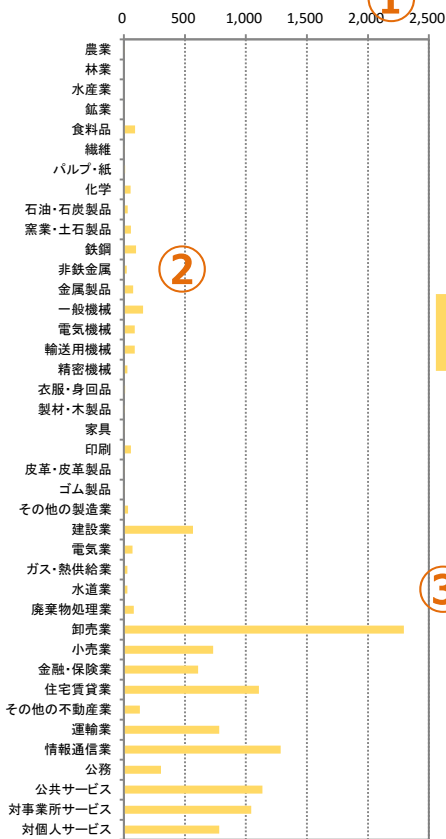 ①
0 500 1,000 1,500 2,000 2,500
農業
林業
水産業
鉱業
食料品
繊維
パルプ・紙
化学
石油・石炭製品
窯業・土石製品
鉄鋼
②
非鉄金属
金属製品
一般機械
電気機械
輸送用機械
精密機械
衣服・身回品
製材・木製品
家具
印刷
皮革・皮革製品
ゴム製品
その他の製造業
建設業
電気業
ガス・熱供給業
水道業
③
廃棄物処理業
卸売業
小売業
金融・保険業
住宅賃貸業
その他の不動産業
運輸業
情報通信業
公務
公共サービス
対事業所サービス
対個人サービス